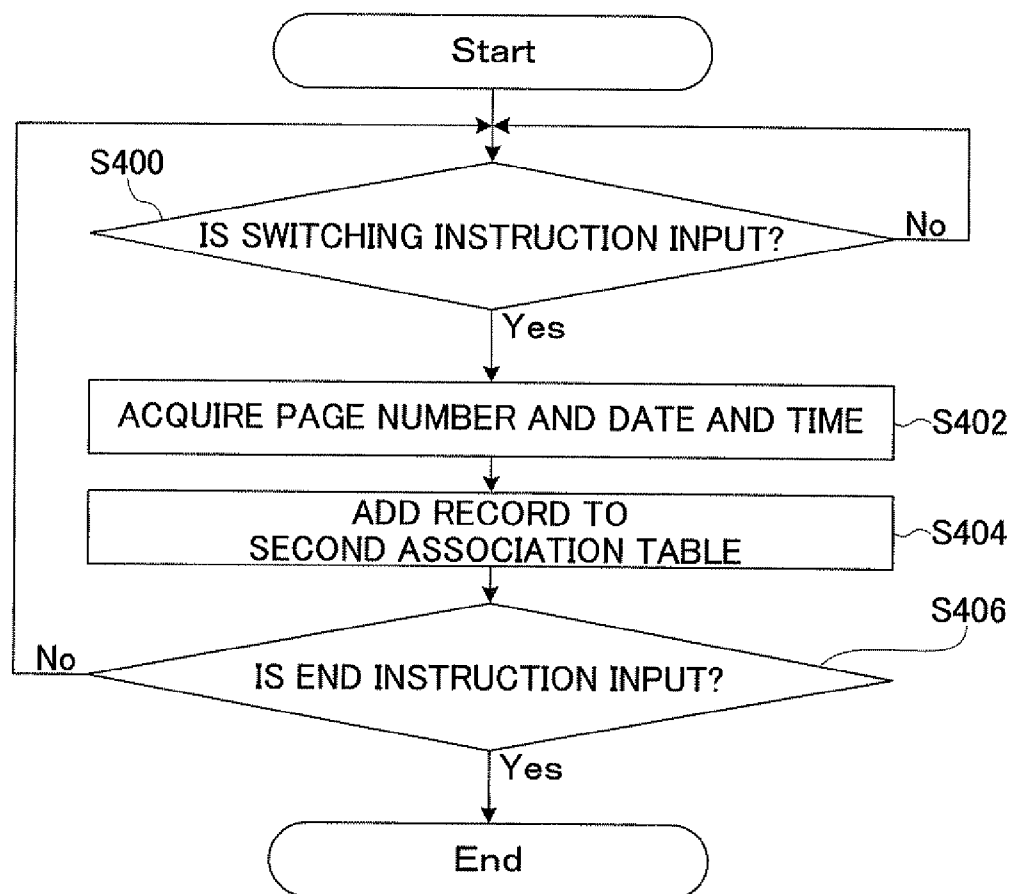 Start
S400
IS SWITCHING INSTRUCTION INPUT?
No
Yes
ACQUIRE PAGE NUMBER AND DATE AND TIME
S402
ADD RECORD TO
SECOND ASSOCIATION TABLE
S404
S406
No
IS END INSTRUCTION INPUT?
Yes
End